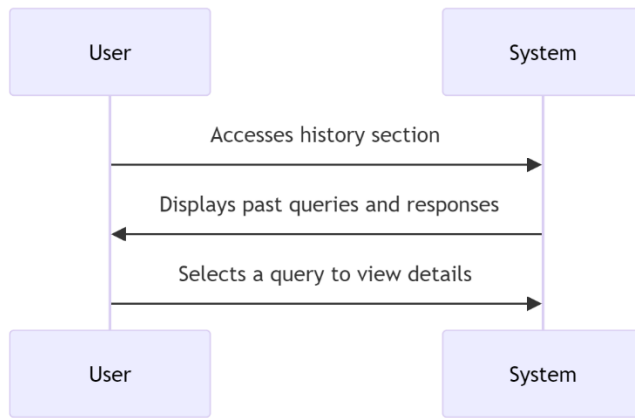 User
System
Accesses history section
Displays past queries and responses
Selects a query to view details
User
System